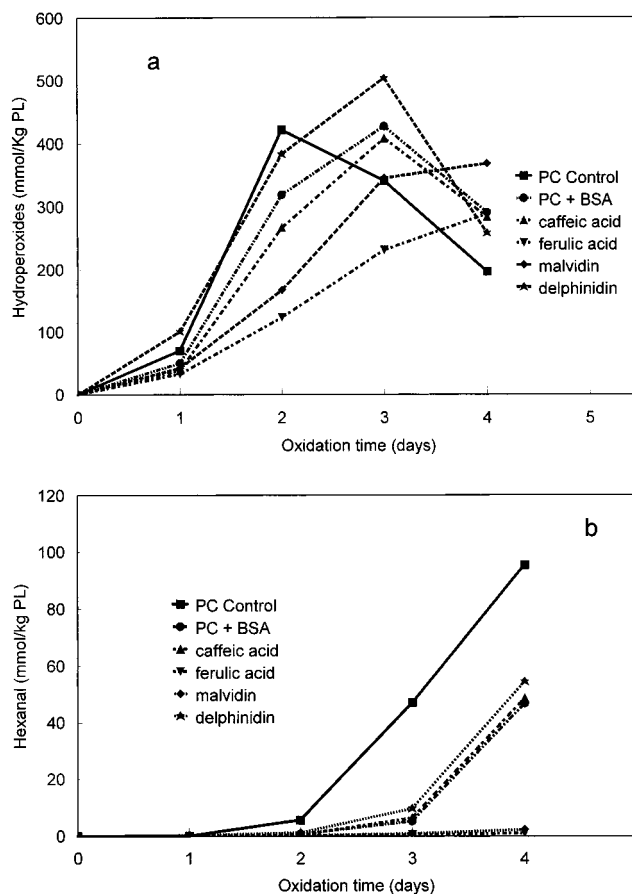 600
a
500
400
300
200
100
0
Hydroperoxides (mmol/Kg PL)
PC Control
PC + BSA
caffeic acid
ferulic acid
malvidin
delphinidin
0 1 2 3 4 5
Oxidation time (days)
120
b
100
80
60
40
20
0
Hexanal (mmol/kg PL)
PC Control
PC + BSA
caffeic acid
ferulic acid
malvidin
delphinidin
0 1 2 3 4
Oxidation time (days)